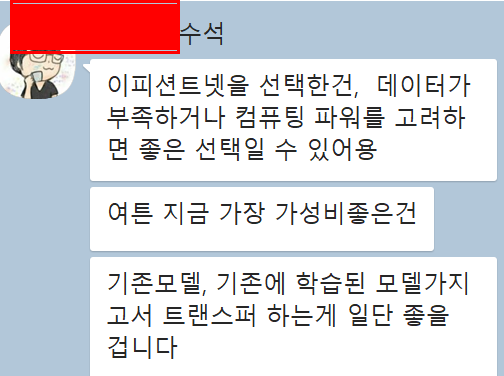 수석
이피션트넷을 선택한건, 데이터가
부족하거나 컴퓨팅 파워를 고려하
면 좋은 선택일 수 있어용
여튼 지금 가장 가성비좋은건
기존모델, 기존에 학습된 모델가지
고서 트랜스퍼 하는게 일단 좋을
겁니다